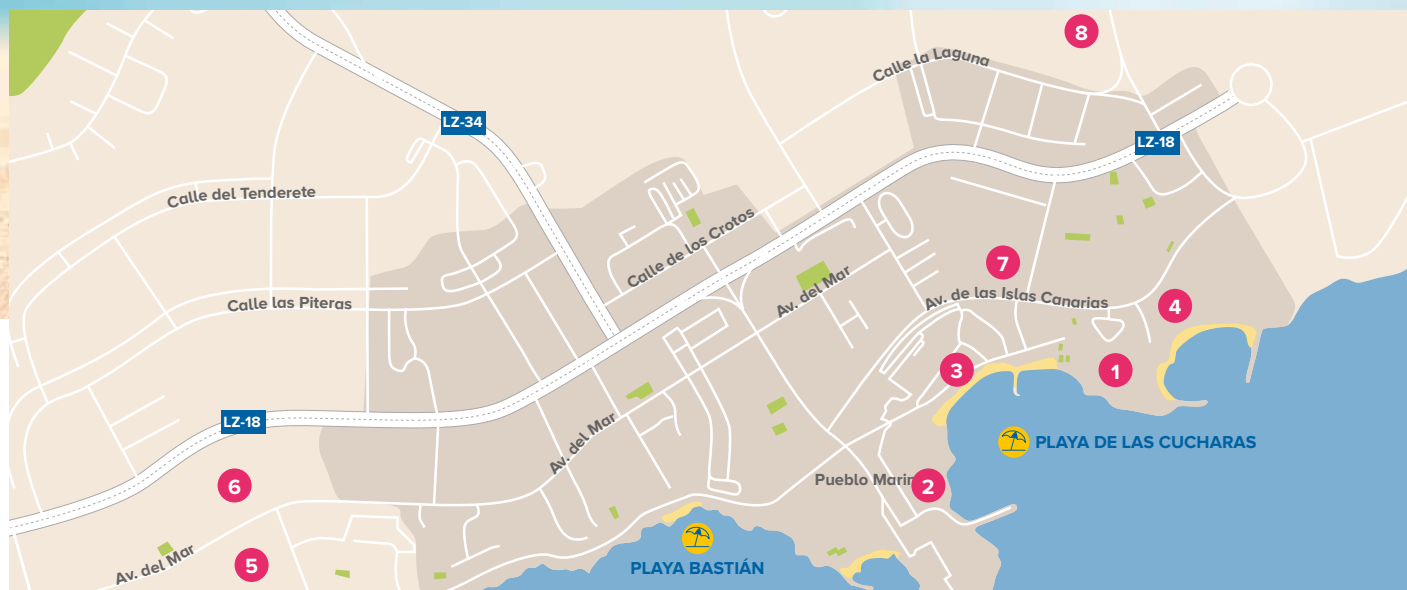 8
Calle la Laguna
LZ-34
LZ-18
Calle del Tenderete
Calle de los Crotos
7
Av. del Mar
Av. de las Islas Canarias
Calle las Piteras
4
3
1
LZ-18
Av. del Mar
PLAYA DE LAS CUCHARAS
6
Pueblo Marin
2
5
Av. del Mar
PLAYA BASTIÁN